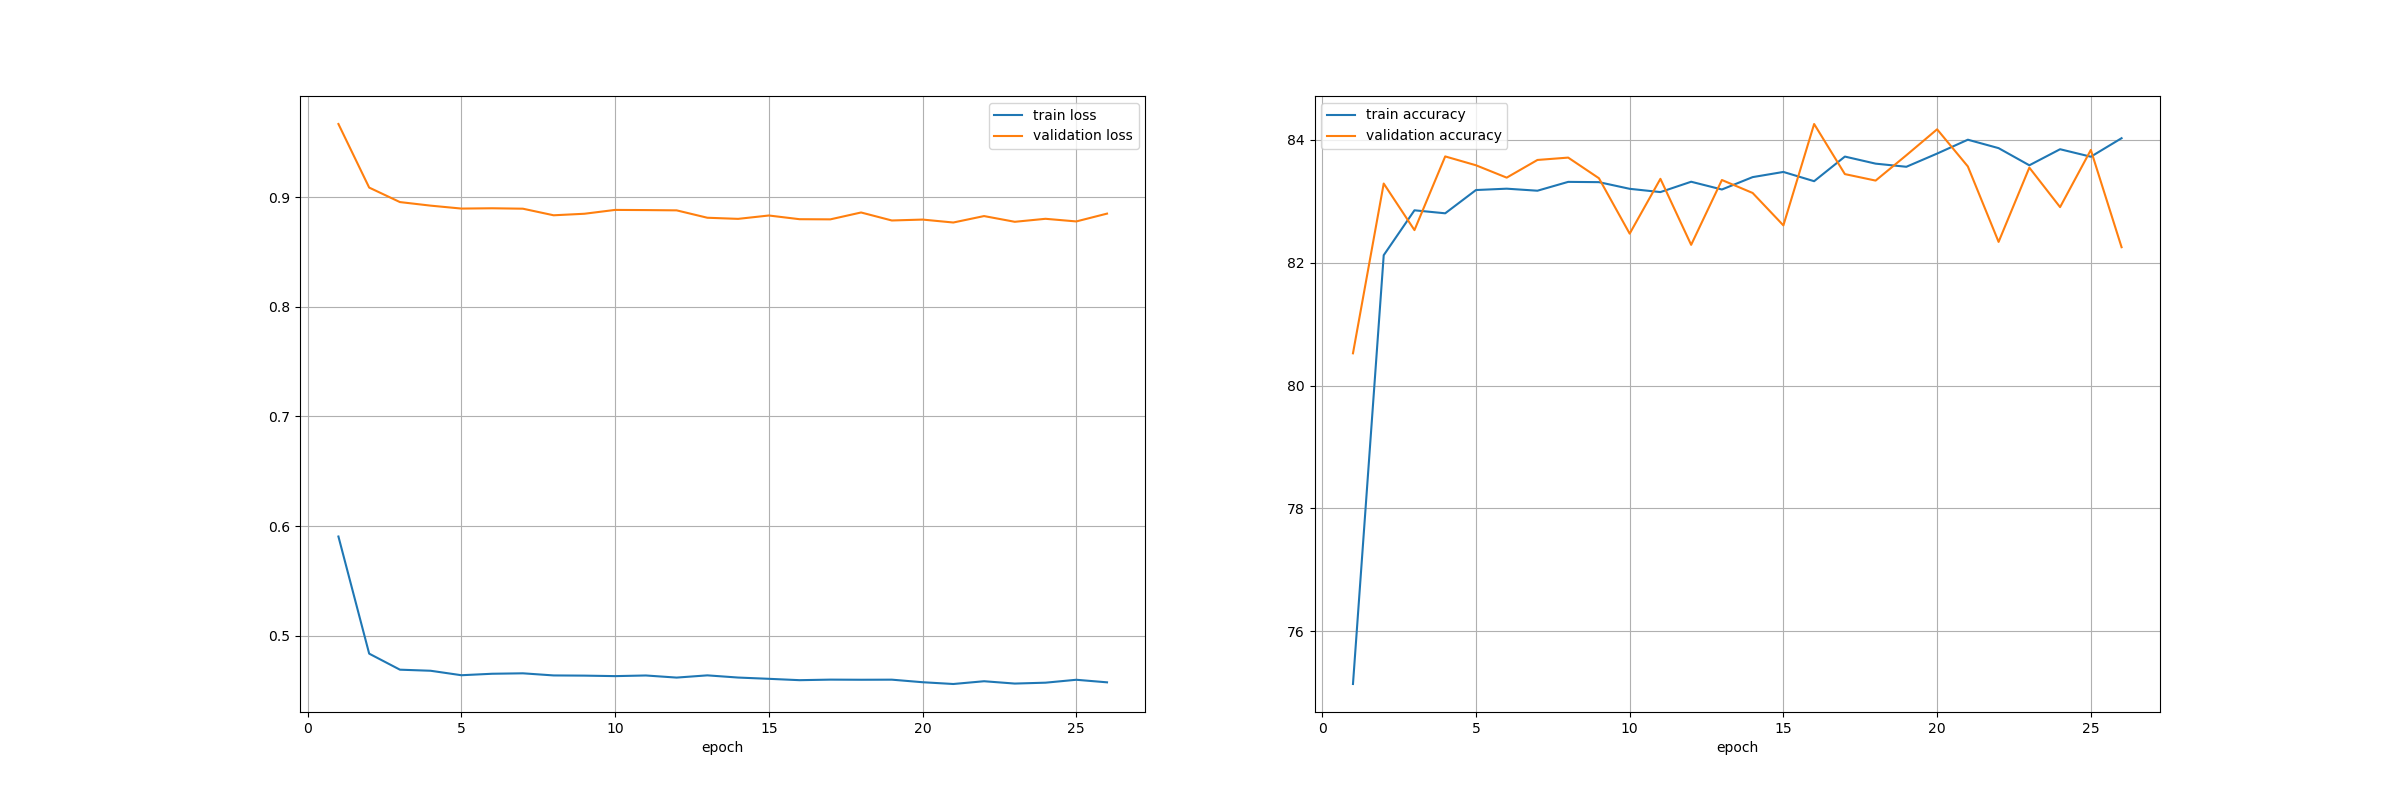 train loss
validation loss
0.9
0.8
0.7
0.6
0.5
0 5 10 15 20 25
epoch
train accuracy
validation accuracy
84
82
80
78
76
0 5 10 15 20 25
epoch